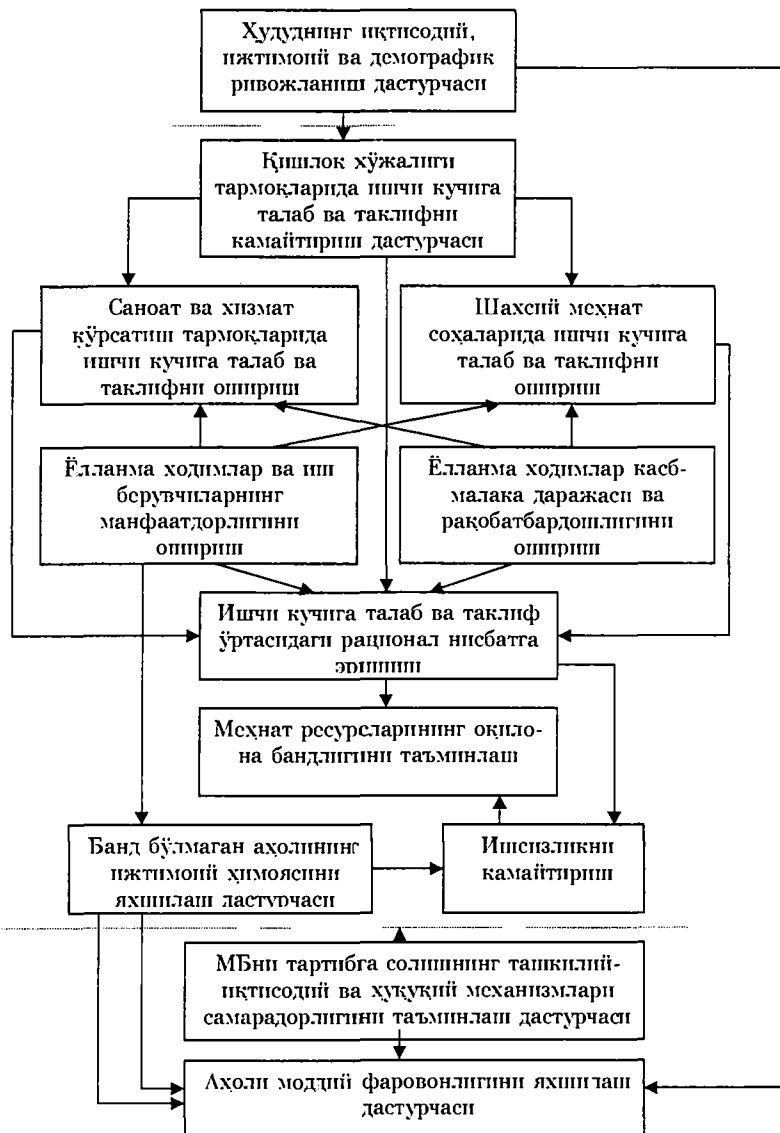 Ҳудуднинг иқтисодий,
ижтимоий ва демографик
ривожланиш дастурчаси
Қишлок хўжалиги
тармоқларида ишчи кучига
талаб ва таклифни
камайтириш дастурчаси
Саноат ва хизмат
кўрсатиш тармоқларида
ишчи кучига талаб ва
таклифни ошириш
Шахсий меҳнат
соҳаларида ишчи кучига
талаб ва таклифни
ошириш
Ёлланма ходимлар ва иш
берувчиларнинг
манфаатдорлигини
ошириш
Ёлланма ходимлар касб-
малака даражаси ва
рақобатбардошлигини
ошириш
Ишчи кучига талаб ва таклиф
ўртасидаги рационал нисбатга
эришиш
Меҳнат ресурсларининг оқило-
на бандлигини таъминлаш
Банд бўлмаган аҳолининг
ижтимоий ҳимоясини
яхшилаш дастурчаси
Ишсизликни
камайтириш
МБни тартибга солишнинг ташкилий-
иқтисодий ва ҳуқуқий механизмлари
самарадорлигини таъминлаш дастурчаси
Аҳоли моддий фаровонлигини яхшилаш
дастурчаси